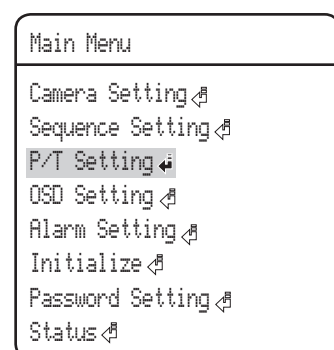 Main Menu
Camera Setting
Sequence Setting
P/T Setting
OSD Setting
Alarm Setting
Initialize
Password Setting
Status